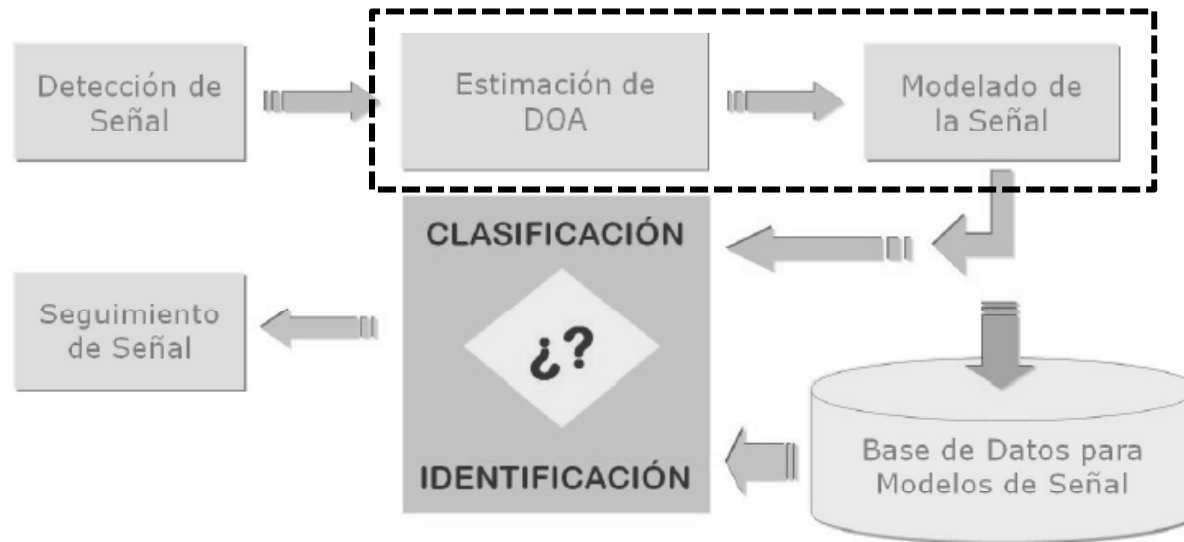 Detección de
Señal
Estimación de
DOA
Modelado de
la Señal
CLASIFICACIÓN
¿?
IDENTIFICACIÓN
Seguimiento
de Señal
Base de Datos para
Modelos de Señal